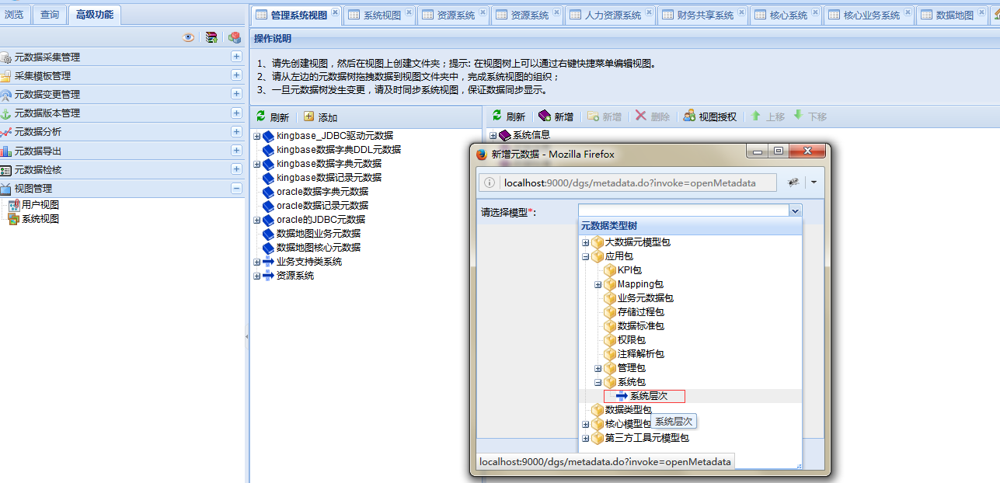 浏览 查询 高级功能
管理系统视图 系统视图 资源系统 资源系统 人力资源系统 财务共享系统 核心系统 核心业务系统 数据地图
元数据采集管理
采集模板管理
元数据变更管理
元数据版本管理
元数据分析
元数据导出
元数据检核
视图管理
用户视图
系统视图
操作说明
1、请先创建视图，然后在视图上创建文件夹；提示: 在视图树上可以通过右键快捷菜单编辑视图。
2、请从左边的元数据树拖拽数据到视图文件夹中，完成系统视图的组织；
3、一旦元数据树发生变更，请及时同步系统视图，保证数据同步显示。
刷新 添加
kingbase_JDBC驱动元数据
kingbase数据字典DDL元数据
kingbase数据字典元数据
kingbase数据记录元数据
oracle数据字典元数据
oracle数据记录元数据
oracle的JDBC元数据
数据地图业务元数据
数据地图核心元数据
业务支持类系统
资源系统
刷新 新增 新增 删除 视图授权 上移 下移
系统信息
新增元数据 - Mozilla Firefox
localhost:9000/dgs/metadata.do?invoke=openMetadata
请选择模型*:
元数据类型树
大数据元模型包
应用包
KPI包
Mapping包
业务元数据包
存储过程包
数据标准包
权限包
注释解析包
管理包
系统包
系统层次
数据类型包
核心模型包
系统层次
第三方工具元模型包
localhost:9000/dgs/metadata.do?invoke=openMetadata